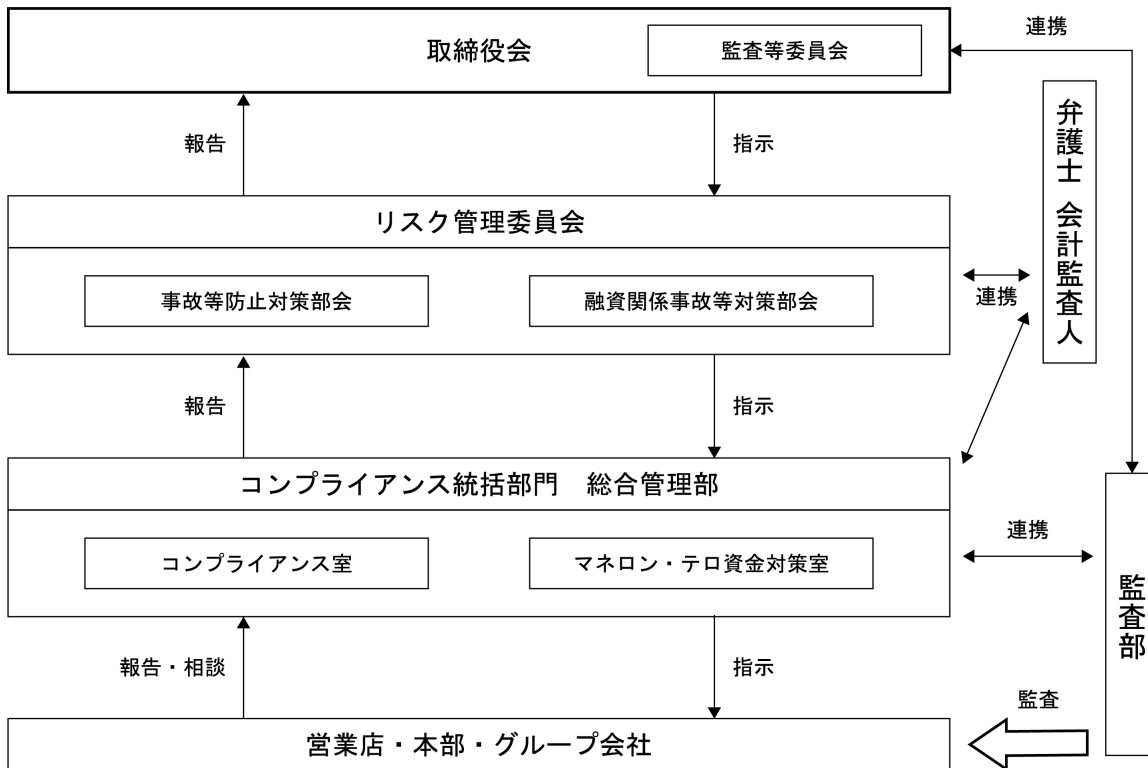 取締役会
監査等委員会
連携
報告
指示
弁護士 会計監査人
リスク管理委員会
事故等防止対策部会
融資関係事故等対策部会
連携
報告
指示
コンプライアンス統括部門　総合管理部
コンプライアンス室
マネロン・テロ資金対策室
連携
監査部
報告・相談
指示
監査
営業店・本部・グループ会社